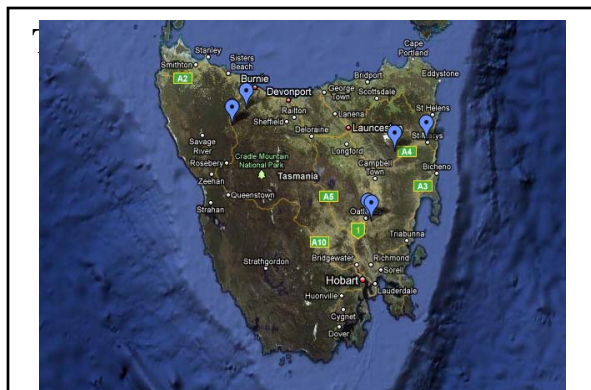 T
Cape
Portland
Stanley
Sisters
Beach
Smithton
A2
Burnie
Devonport
Bridport
Eddystone
George
Town
Scottsdale
Railton
Sheffield
Lanena
St Helens
Launceston
Deloraine
A4
St Marys
Longford
Savage
River
Rosebery
Cradle Mountain
National Park
Campbell
Town
Bicheno
Tasmania
Zeehan
A3
Queenstown
A5
Strahan
Oatl
1
Triabunna
A10
Bridgewater
Richmond
Strathgordon
Sorell
Hobart
Lauderdale
Huonville
Cygnet
Dover